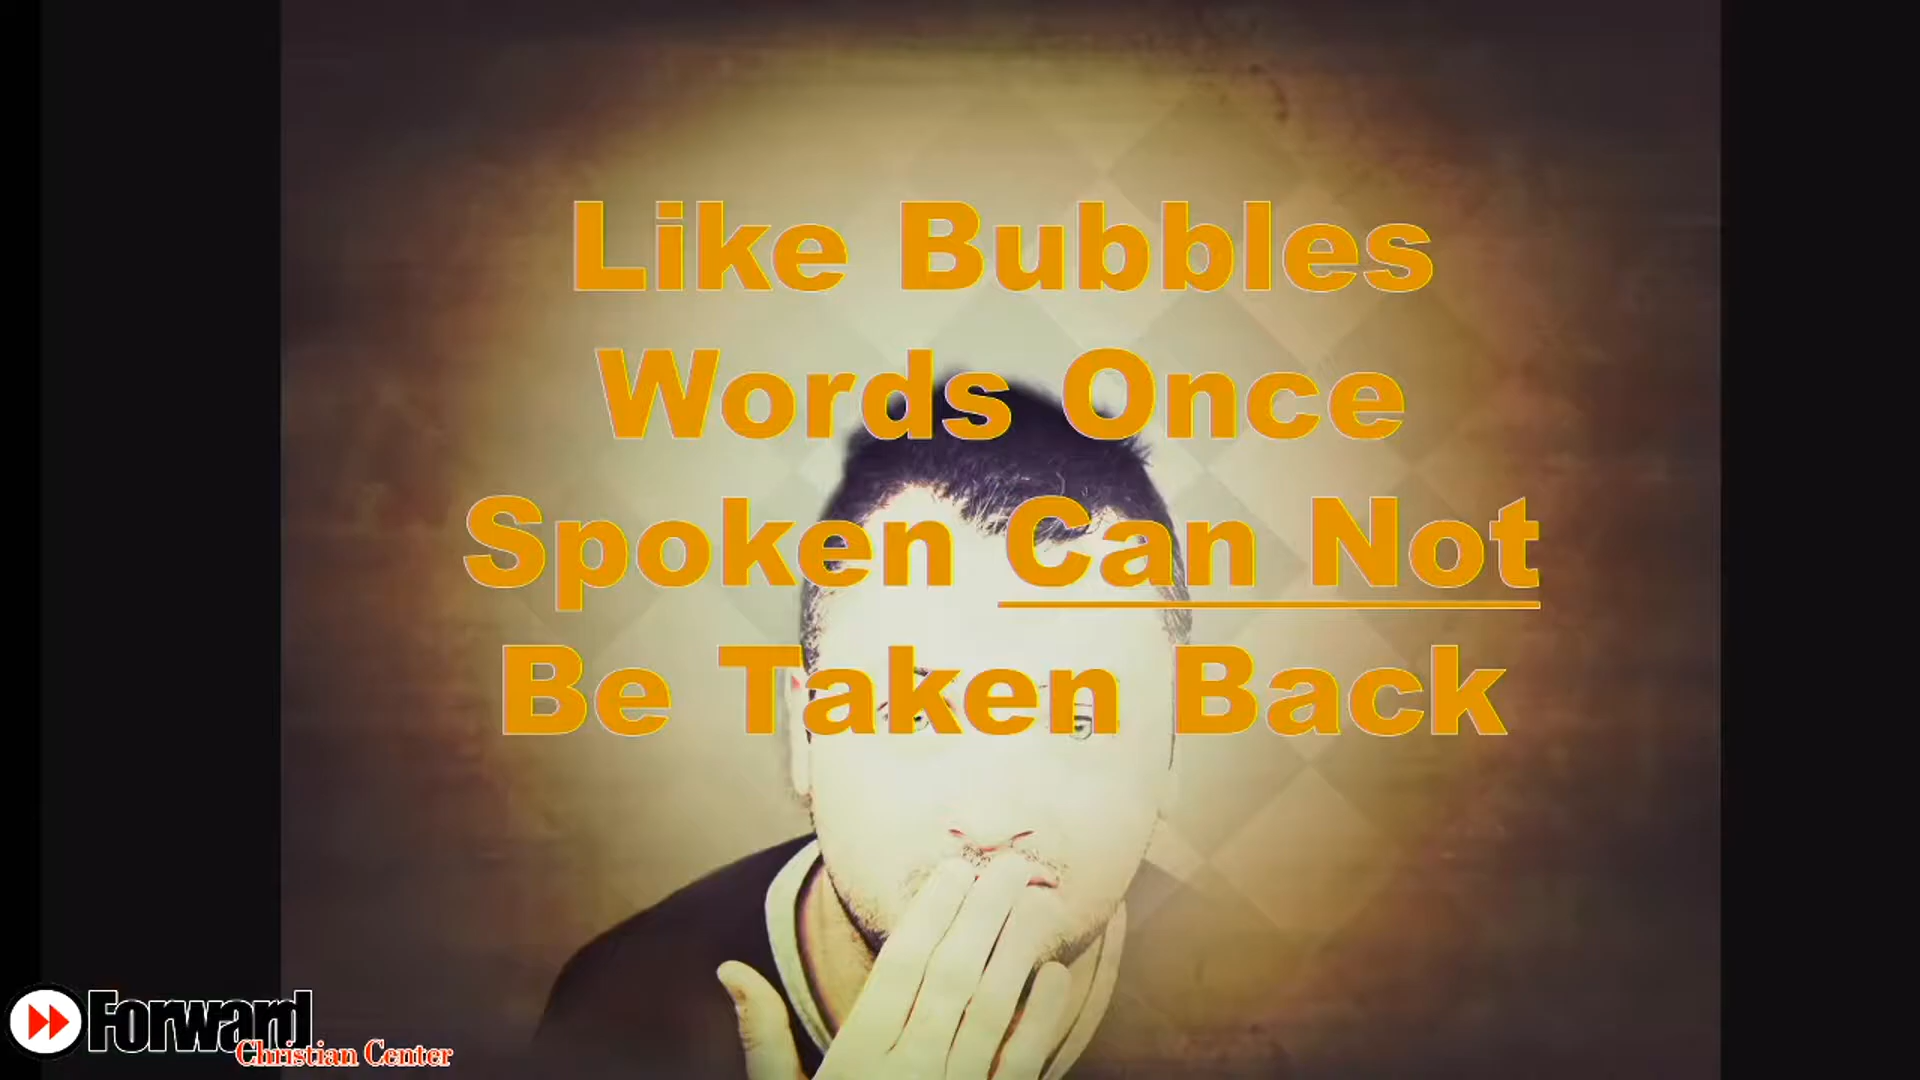 Like Bubbles
Words Once
Spoken Can Not
Be Taken Back
Forward
Christian Center